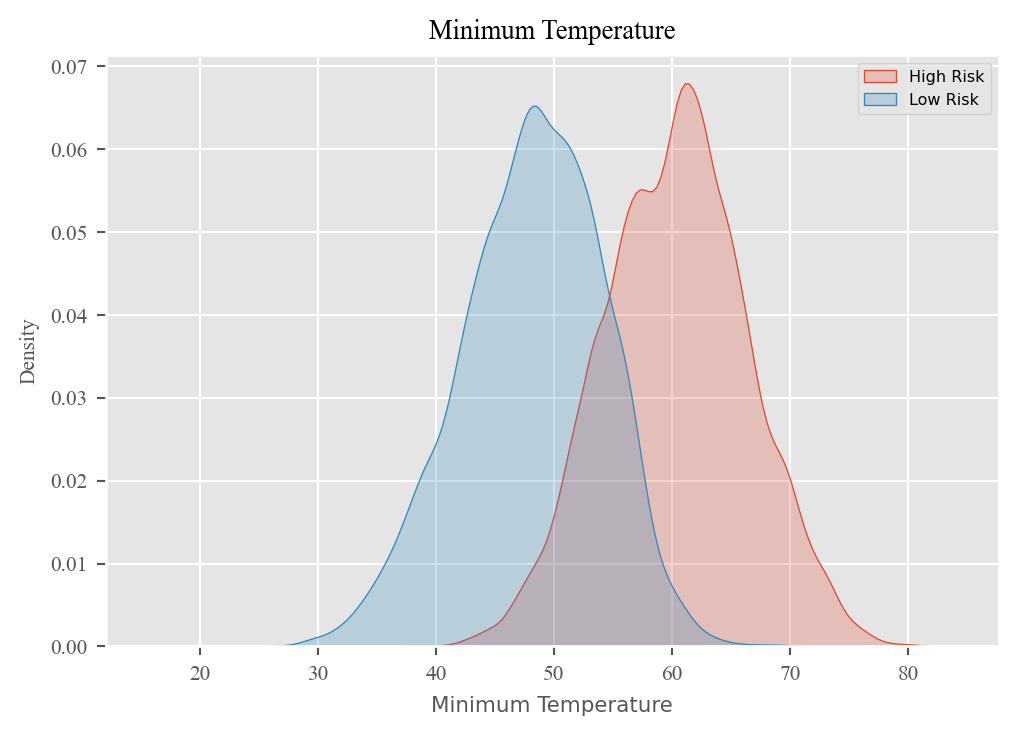 Minimum Temperature
High Risk
Low Risk
0.07
0.06
0.05
0.04
0.03
0.02
0.01
0.00
Density
20 30 40 50 60 70 80
Minimum Temperature